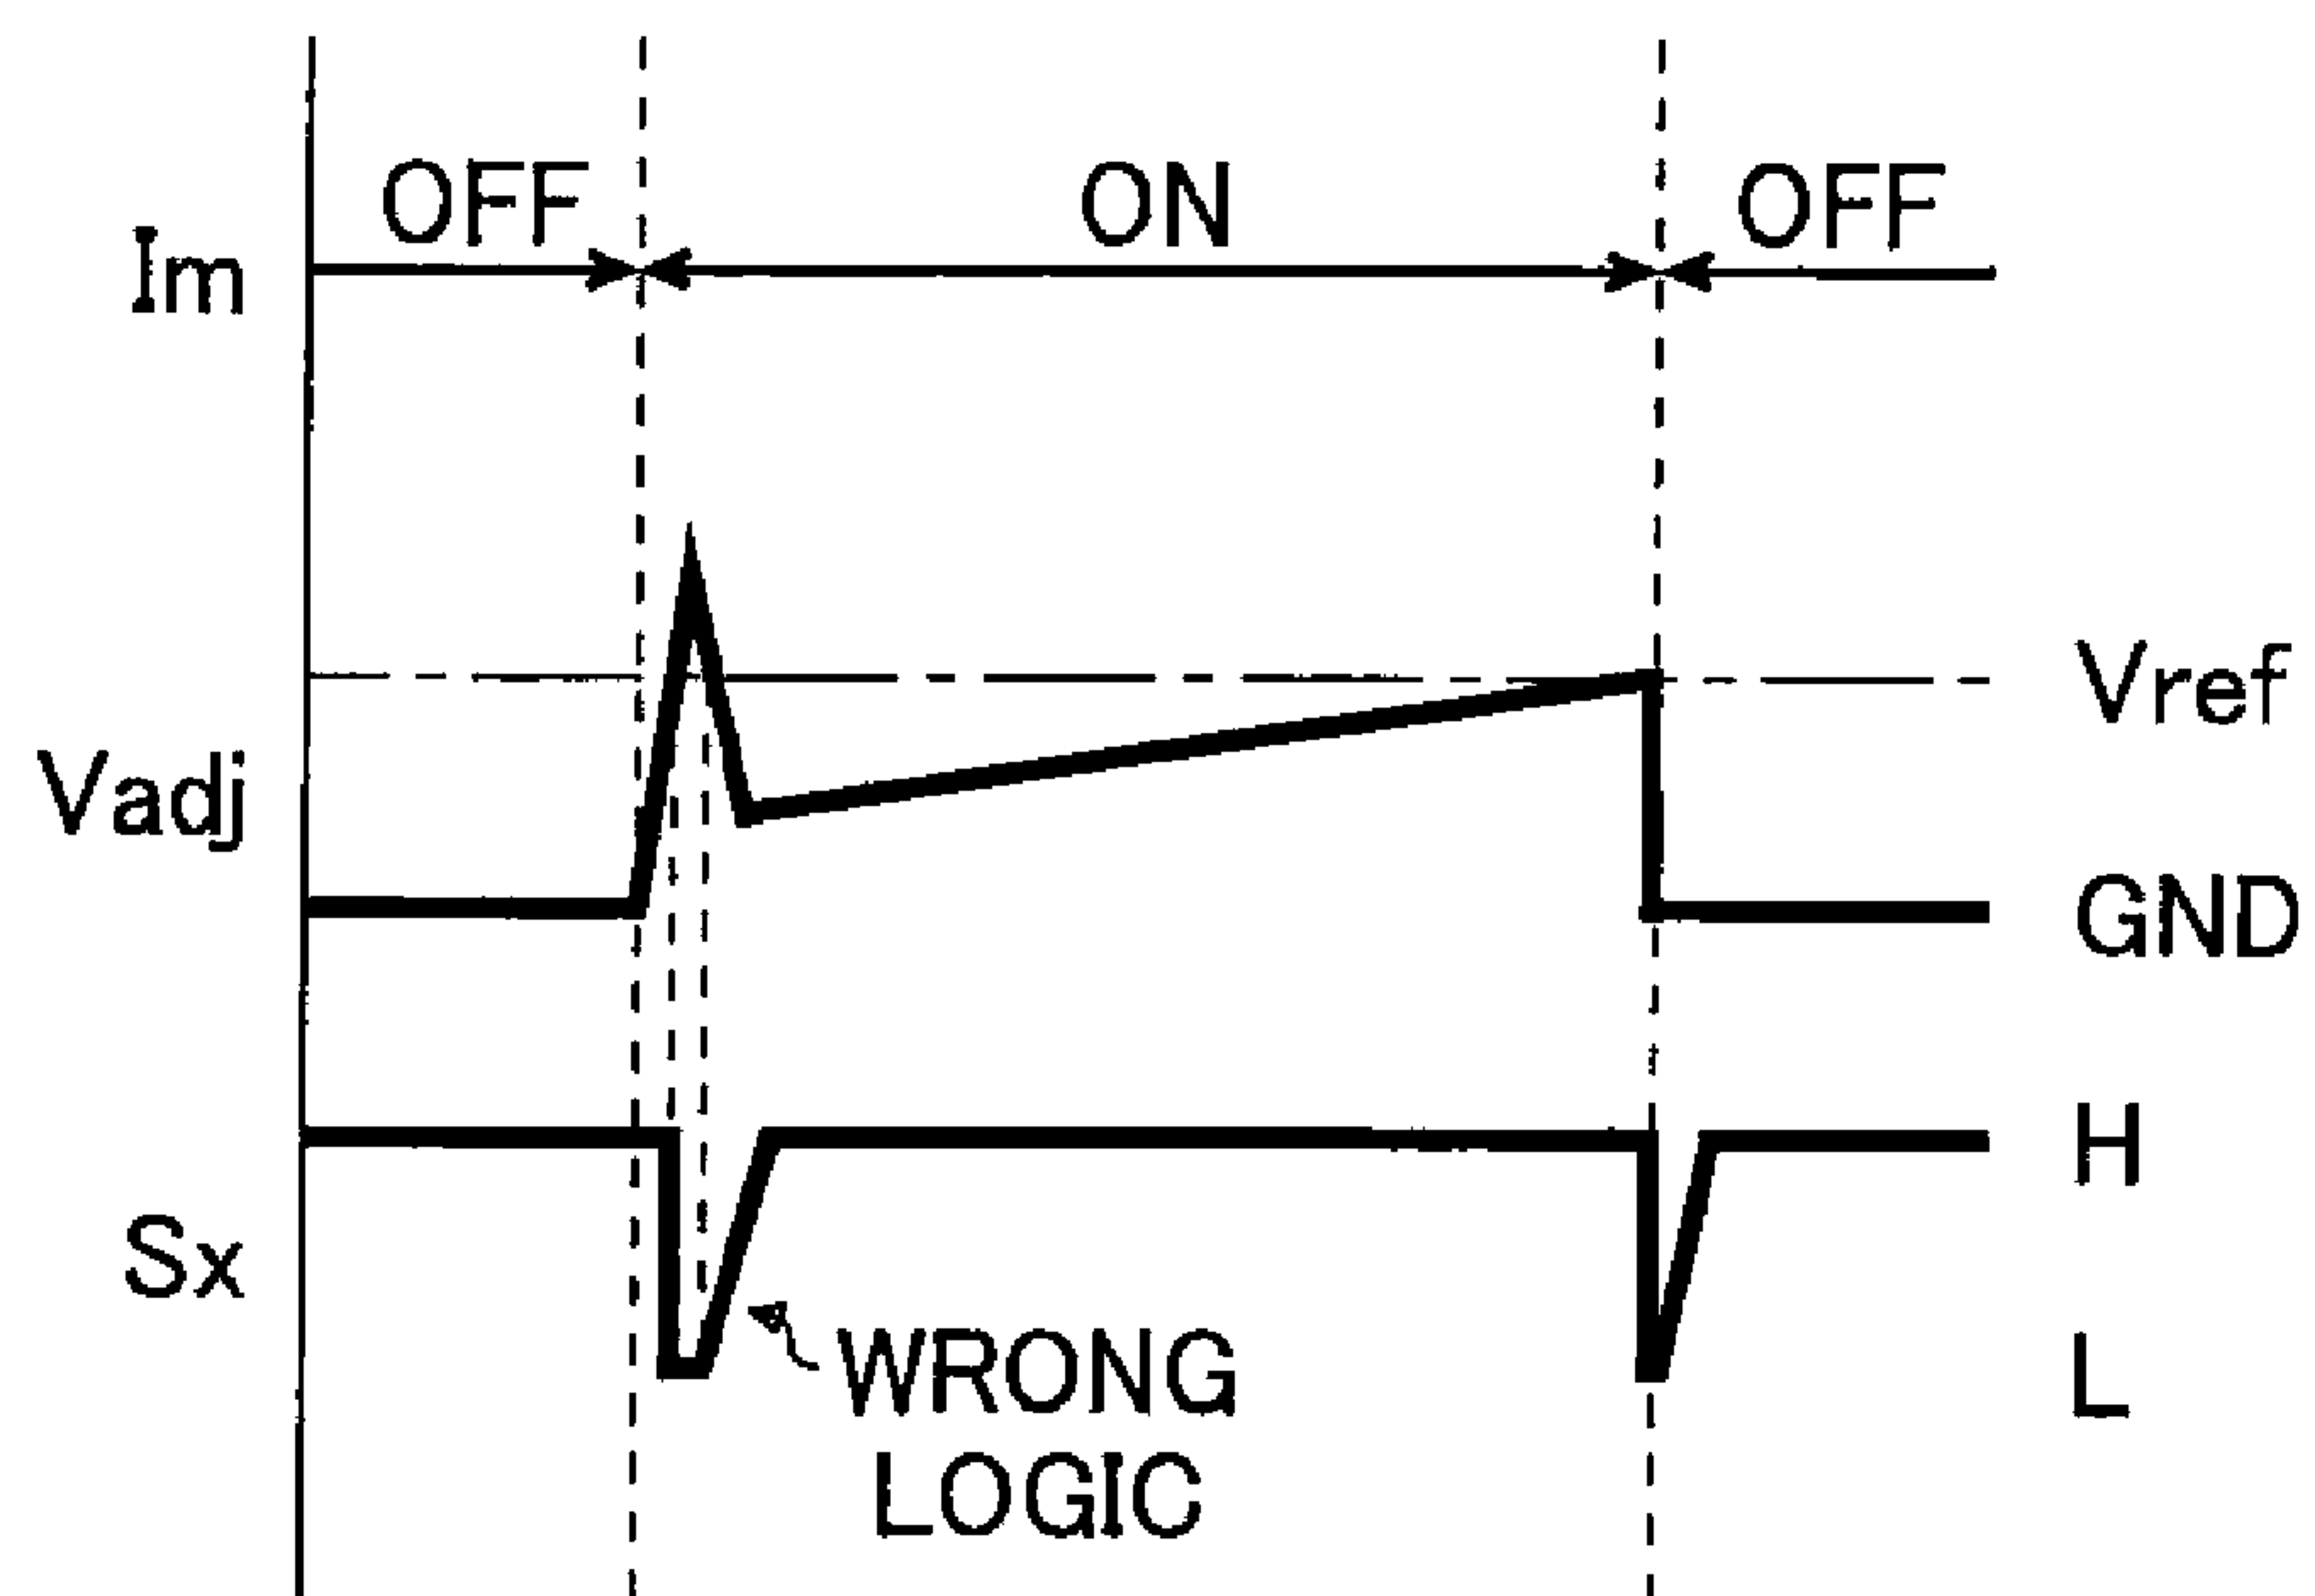 OFF ON OFF
Im
Vref
Vadj
GND
H
Sx
WRONG
L
LOGIC